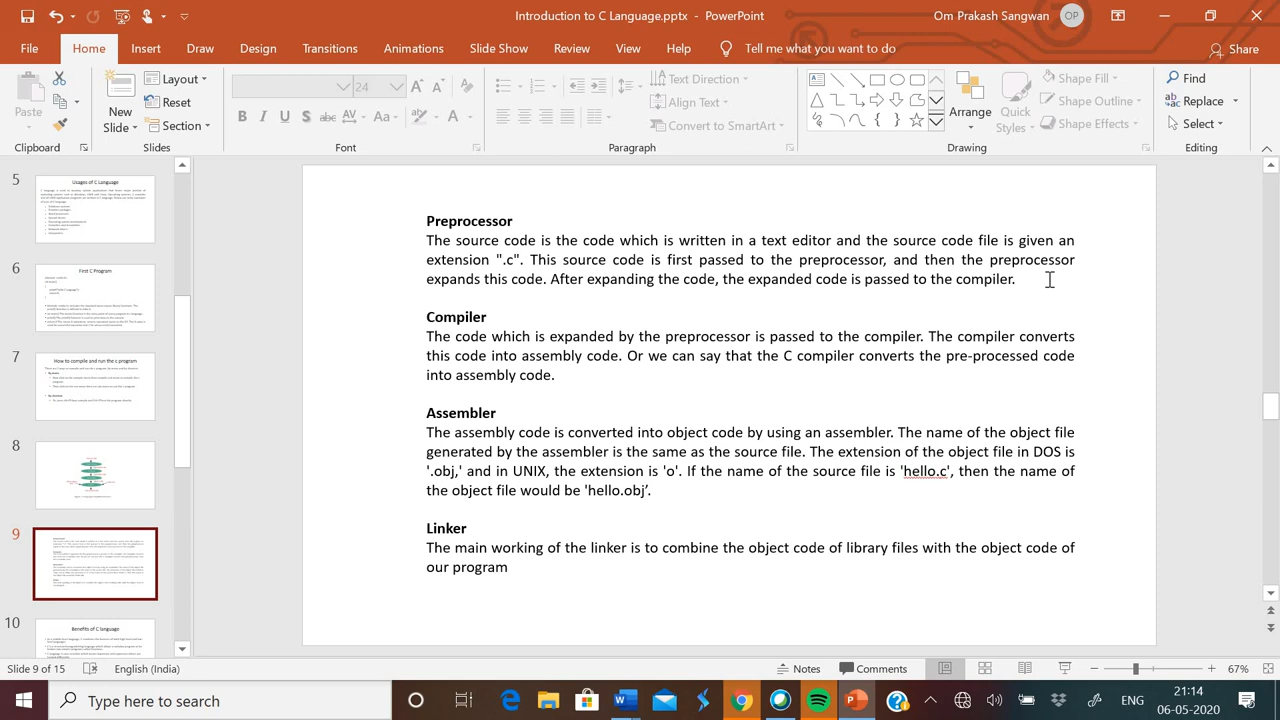 Introduction to C Language.pptx - PowerPoint
Om Prakash Sangwan
OP
File Home Insert Draw Design Transitions Animations Slide Show Review View Help Tell me what you want to do
Share
Paste
New
Slide
Layout
Reset
Section
24
Text Direction
Align Text
Convert to SmartArt
Arrange
Quick
Styles
Shape Fill
Shape Outline
Shape Effects
Find
Replace
Select
Clipboard Slides Font Paragraph Drawing Editing
5
Usages of C Language
6
First C Program
7
How to compile and run the c program
8
9
10
Benefits of C language
Preprocessor
The source code is the code which is written in a text editor and the source code file is given an
extension ".c". This source code is first passed to the preprocessor, and then the preprocessor
expands this code. After expanding the code, the expanded code is passed to the compiler.
Compiler
The code which is expanded by the preprocessor is passed to the compiler. The compiler converts
this code into assembly code. Or we can say that the C compiler converts the pre-processed code
into assembly code.
Assembler
The assembly code is converted into object code by using an assembler. The name of the object file
generated by the assembler is the same as the source file. The extension of the object file in DOS is
'.obj,' and in UNIX, the extension is 'o'. If the name of the source file is 'hello.c', then the name of
the object file would be 'hello.obj’.
Linker
The main working of the linker is to combine the object code of library files with the object code of
our program.
Slide 9 of 15 English (India) Notes Comments 67%
Type here to search
ENG
21:14
06-05-2020